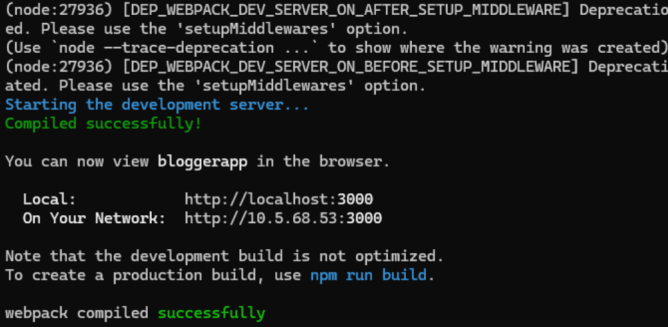 (node:27936) [DEP_WEBPACK_DEV_SERVER_ON_AFTER_SETUP_MIDDLEWARE] Deprecatio
ed. Please use the 'setupMiddlewares' option.
(Use `node --trace-deprecation ...` to show where the warning was created)
(node:27936) [DEP_WEBPACK_DEV_SERVER_ON_BEFORE_SETUP_MIDDLEWARE] Deprecati
ated. Please use the 'setupMiddlewares' option.
Starting the development server...
Compiled successfully!
You can now view bloggerapp in the browser.
Local: http://localhost:3000
On Your Network: http://10.5.68.53:3000
Note that the development build is not optimized.
To create a production build, use npm run build.
webpack compiled successfully